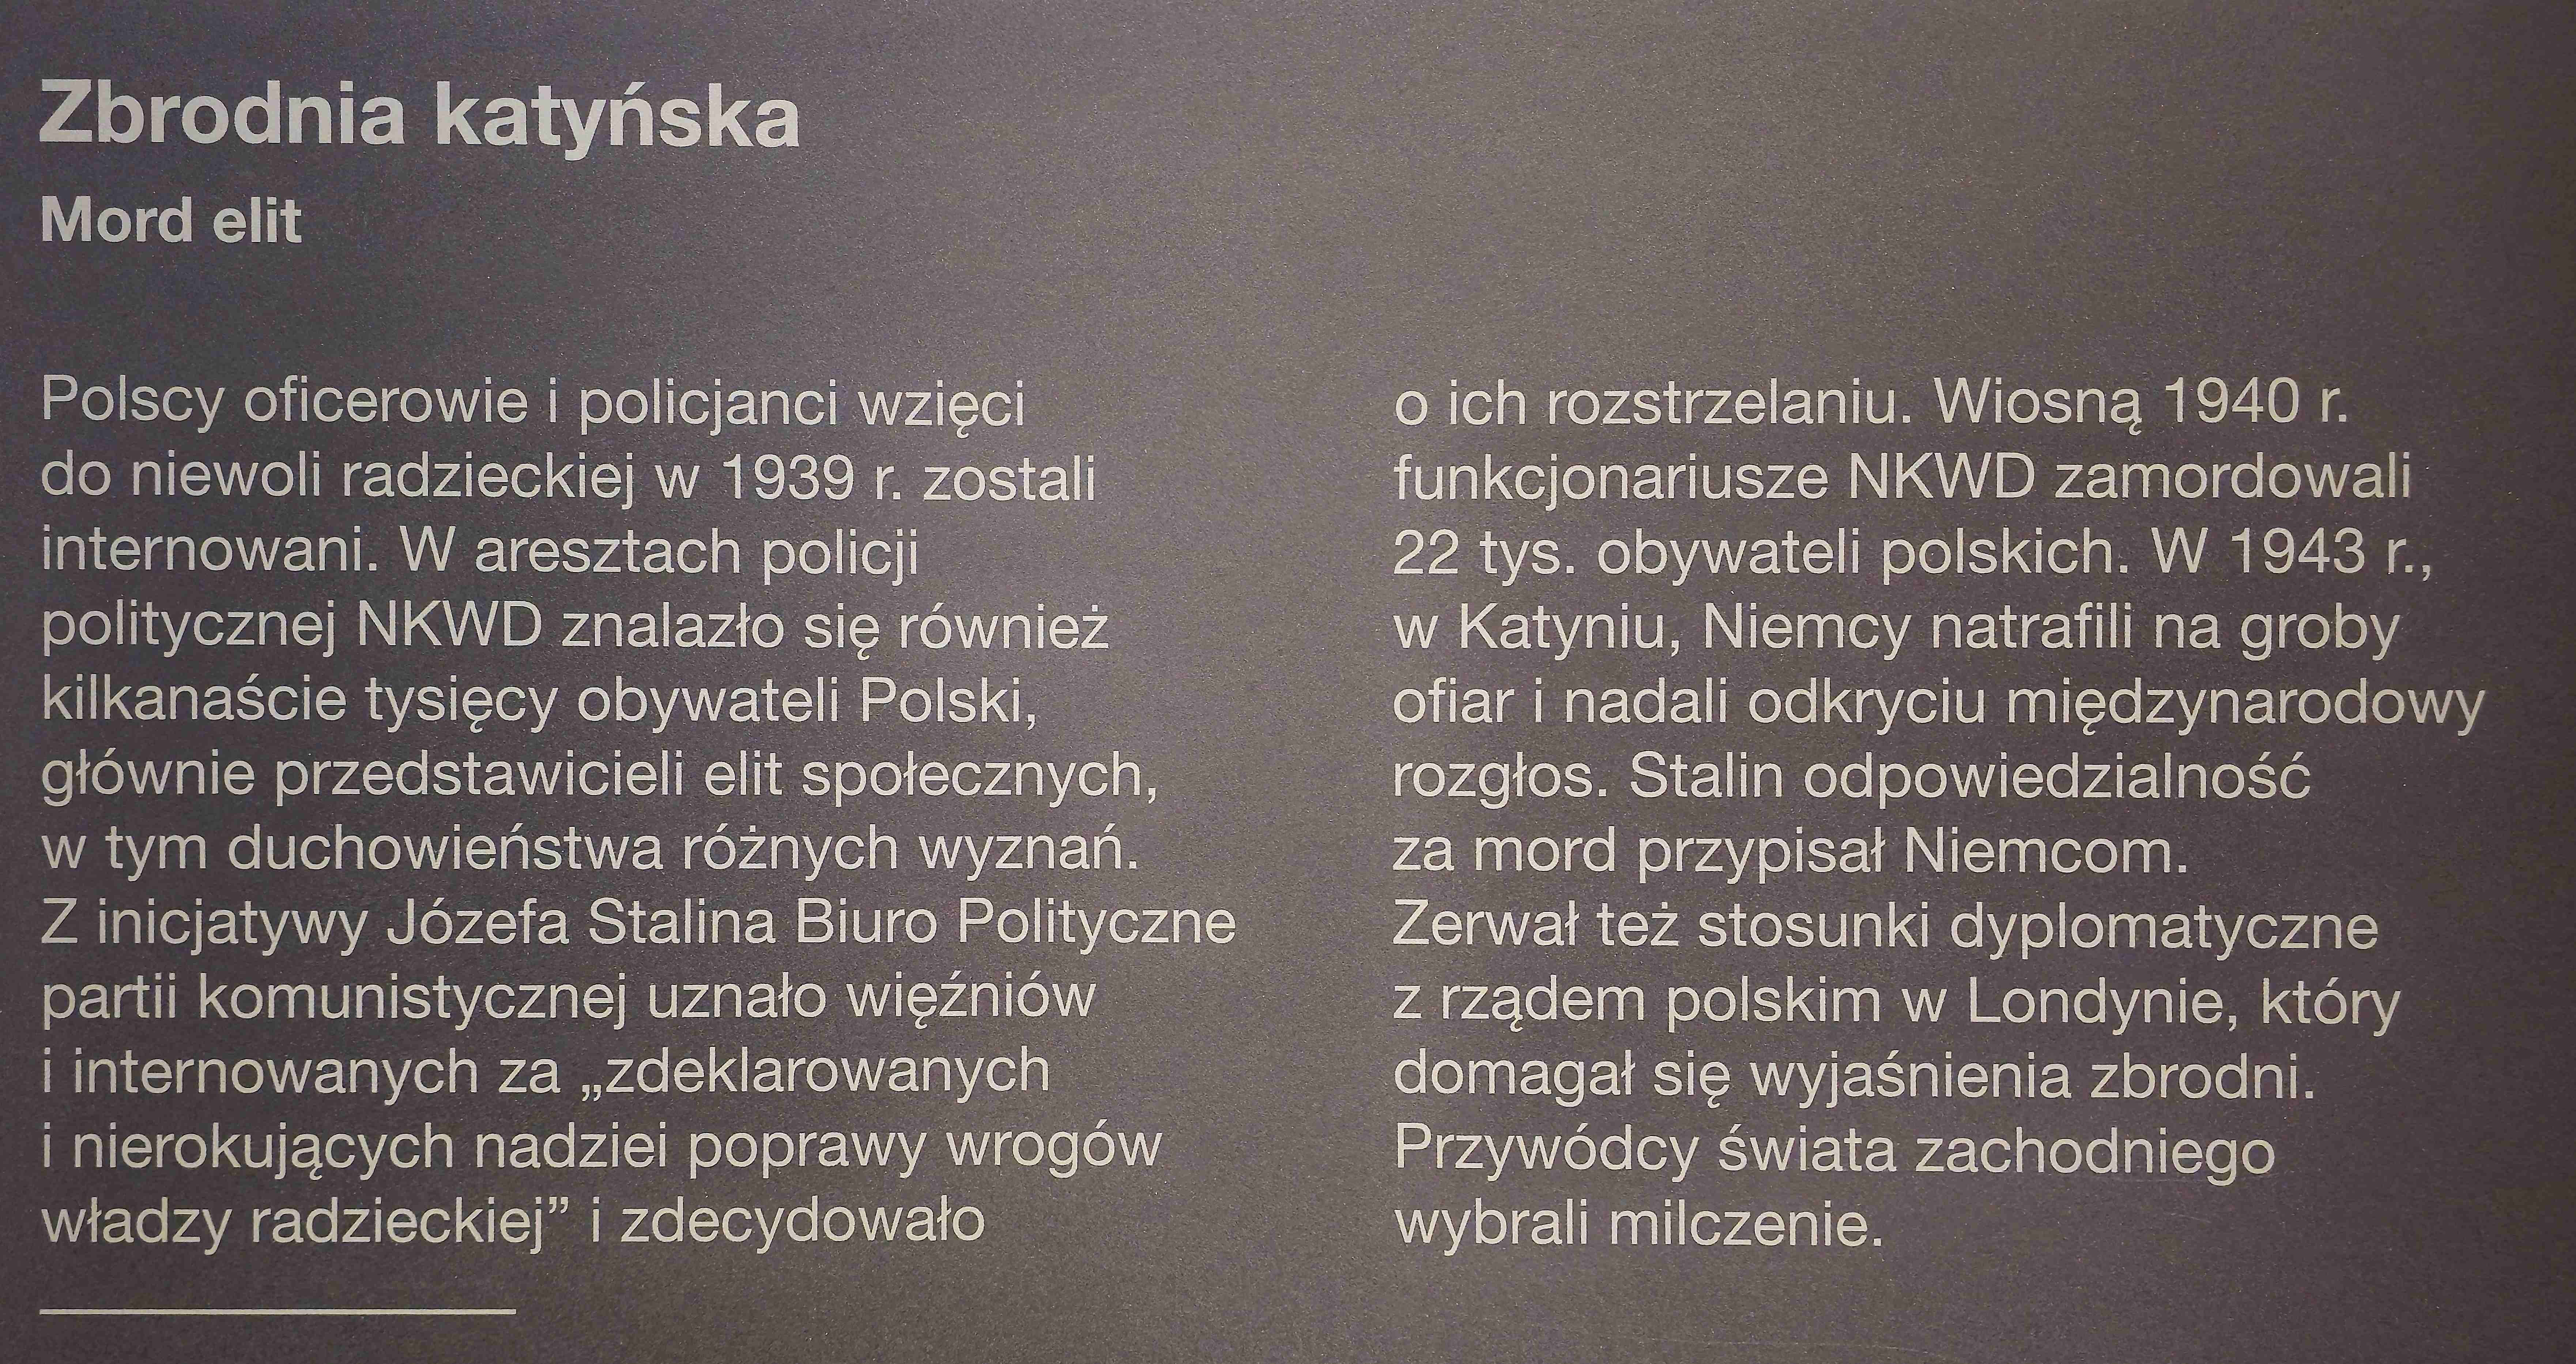 Zbrodnia katyńska
Mord elit
Polscy oficerowie i policjanci wzięci
do niewoli radzieckiej w 1939 r. zostali
internowani. W aresztach policji
politycznej NKWD znalazło się również
kilkanaście tysięcy obywateli Polski,
głównie przedstawicieli elit społecznych,
w tym duchowieństwa różnych wyznań.
Z inicjatywy Józefa Stalina Biuro Polityczne
partii komunistycznej uznało więźniów
i internowanych za „zdeklarowanych
i nierokujących nadziei poprawy wrogów
władzy radzieckiej” i zdecydowało
o ich rozstrzelaniu. Wiosną 1940 r.
funkcjonariusze NKWD zamordowali
22 tys. obywateli polskich. W 1943 r.,
w Katyniu, Niemcy natrafili na groby
ofiar i nadali odkryciu międzynarodowy
rozgłos. Stalin odpowiedzialność
za mord przypisał Niemcom.
Zerwał też stosunki dyplomatyczne
z rządem polskim w Londynie, który
domagał się wyjaśnienia zbrodni.
Przywódcy świata zachodniego
wybrali milczenie.